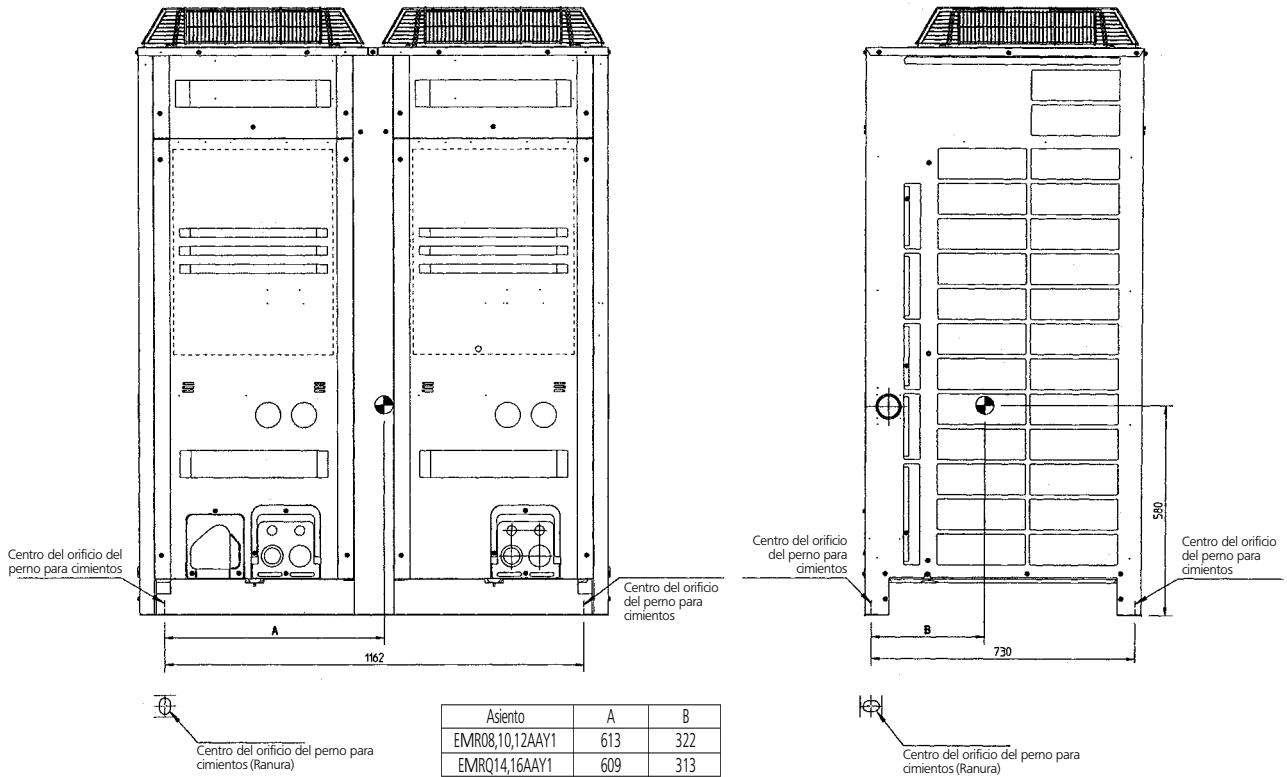 Centro del orificio del
perno para cimientos
Centro del orificio
del perno para
cimientos
A
1162
Centro del orificio
del perno para
cimientos
Centro del orificio
del perno para
cimientos
580
B
730
Centro del orificio del perno para
cimientos (Ranura)
Asiento A B
EMR08,10,12AAY1 613 322
EMRQ14,16AAY1 609 313
Centro del orificio del perno para
cimientos (Ranura)